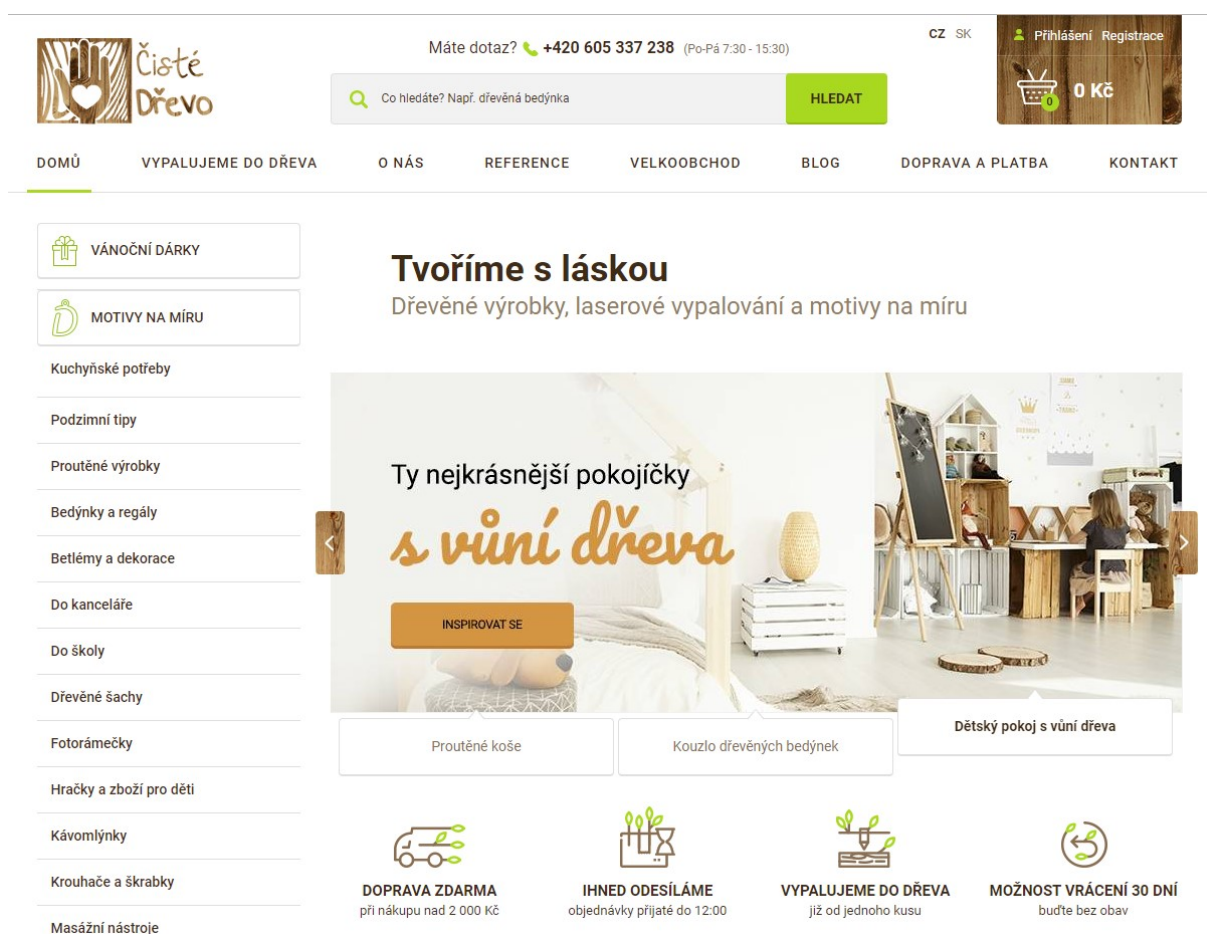 Čisté
Dřevo
Máte dotaz? +420 605 337 238 (Po-Pá 7:30 - 15:30)
CZ SK
Přihlášení Registrace
Co hledáte? Např. dřevěná bedýnka
HLEDAT
0
0 Kč
DOMŮ VYPALUJEME DO DŘEVA O NÁS REFERENCE VELKOOBCHOD BLOG DOPRAVA A PLATBA KONTAKT
VÁNOČNÍ DÁRKY
MOTIVY NA MÍRU
Kuchyňské potřeby
Podzimní tipy
Proutěné výrobky
Bedýnky a regály
Betlémy a dekorace
Do kanceláře
Do školy
Dřevěné šachy
Fotorámečky
Hračky a zboží pro děti
Kávomlýnky
Krouhače a škrabky
Masážní nástroje
Tvoříme s láskou
Dřevěné výrobky, laserové vypalování a motivy na míru
Ty nejkrásnější pokojíčky
s vůní dřeva
INSPIROVAT SE
Proutěné koše
Kouzlo dřevěných bedýnek
Dětský pokoj s vůní dřeva
DOPRAVA ZDARMA
při nákupu nad 2 000 Kč
IHNED ODESÍLÁME
objednávky přijaté do 12:00
VYPALUJEME DO DŘEVA
již od jednoho kusu
MOŽNOST VRÁCENÍ 30 DNÍ
buďte bez obav